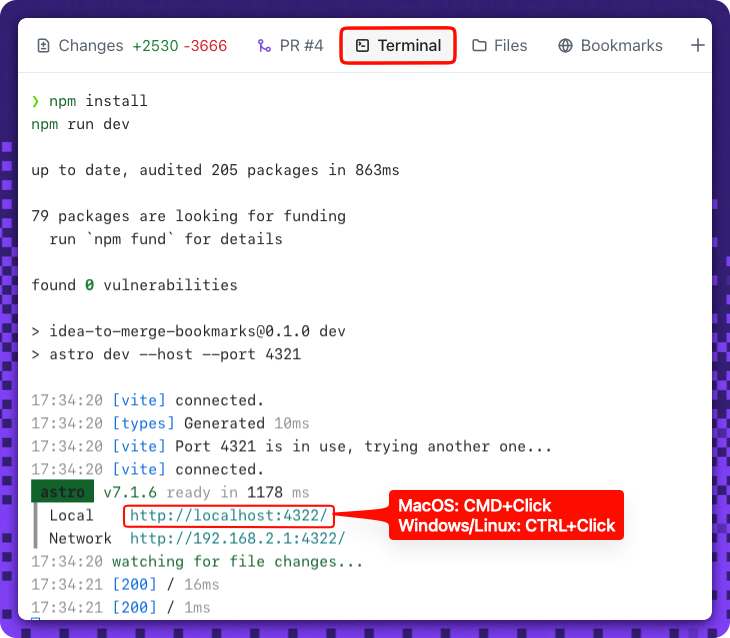 Changes +2530 -3666 PR #4 Terminal Files Bookmarks +
❯ npm install
npm run dev
up to date, audited 205 packages in 863ms
79 packages are looking for funding
run `npm fund` for details
found 0 vulnerabilities
> idea-to-merge-bookmarks@0.1.0 dev
> astro dev --host --port 4321
17:34:20 [vite] connected.
17:34:20 [types] Generated 10ms
17:34:20 [vite] Port 4321 is in use, trying another one...
17:34:20 [vite] connected.
astro v7.1.6 ready in 1178 ms
Local http://localhost:4322/
Network http://192.168.2.1:4322/
MacOS: CMD+Click
Windows/Linux: CTRL+Click
17:34:20 watching for file changes...
17:34:21 [200] / 16ms
17:34:21 [200] / 1ms